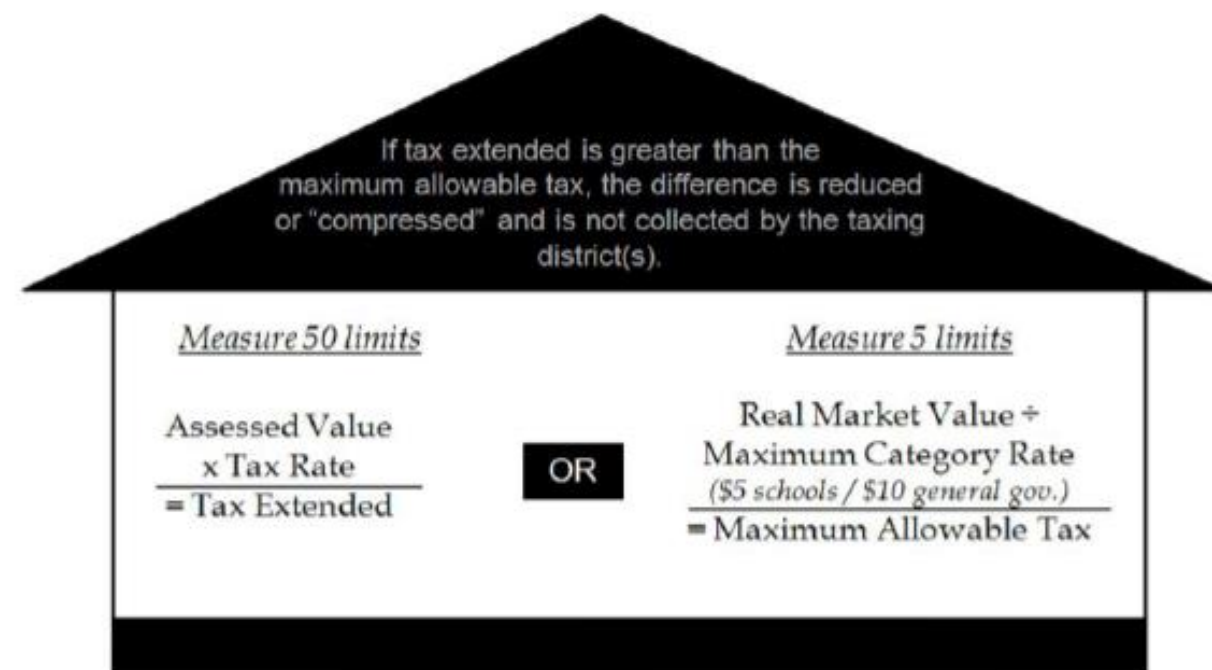 If tax extended is greater than the
maximum allowable tax, the difference is reduced
or “compressed” and is not collected by the taxing
district(s).
Measure 50 limits
Assessed Value
x Tax Rate
= Tax Extended
OR
Measure 5 limits
Real Market Value ÷
Maximum Category Rate
($5 schools / $10 general gov.)
= Maximum Allowable Tax